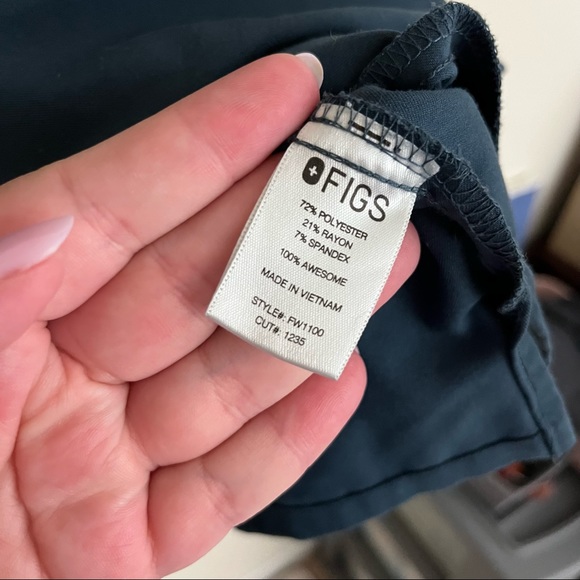 FIGS
72% POLYESTER
21% RAYON
7% SPANDEX
100% AWESOME
MADE IN VIETNAM
STYLE#: FW1100
CUT#: 1235